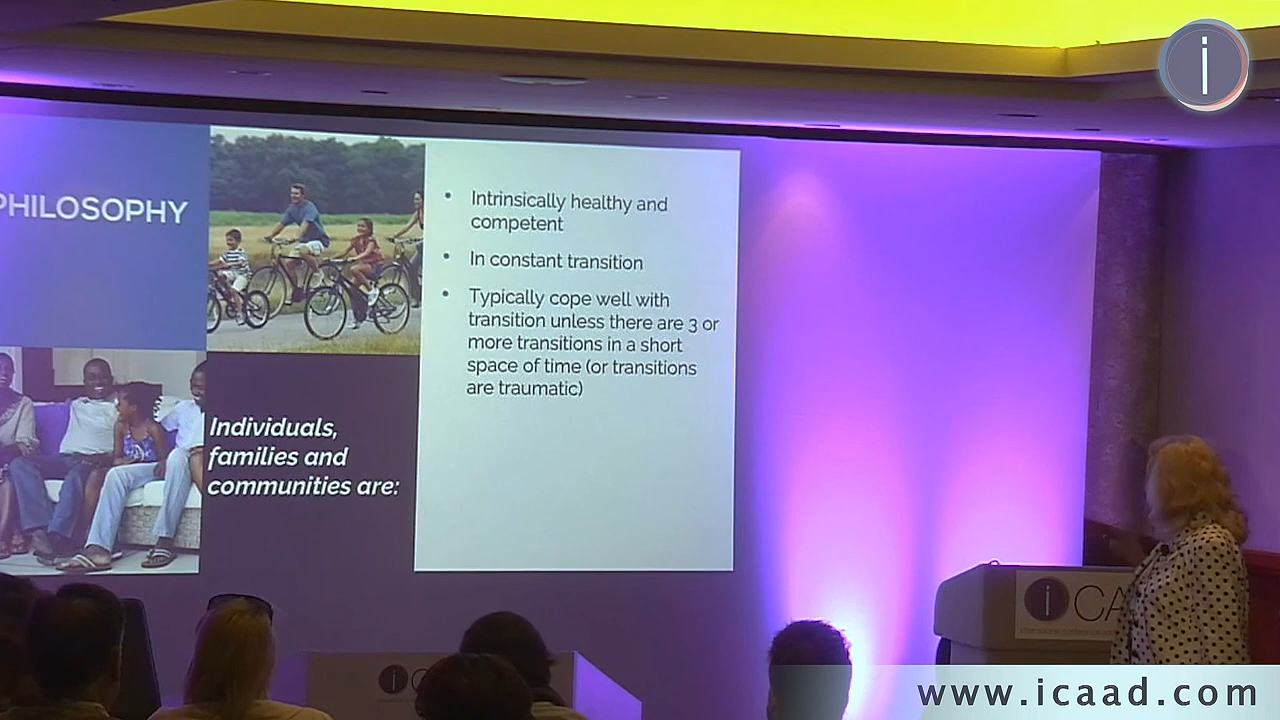 PHILOSOPHY
Individuals,
families and
communities are:
• Intrinsically healthy and
competent
• In constant transition
• Typically cope well with
transition unless there are 3 or
more transitions in a short
space of time (or transitions
are traumatic)
i
i CA
i C
www.icaad.com